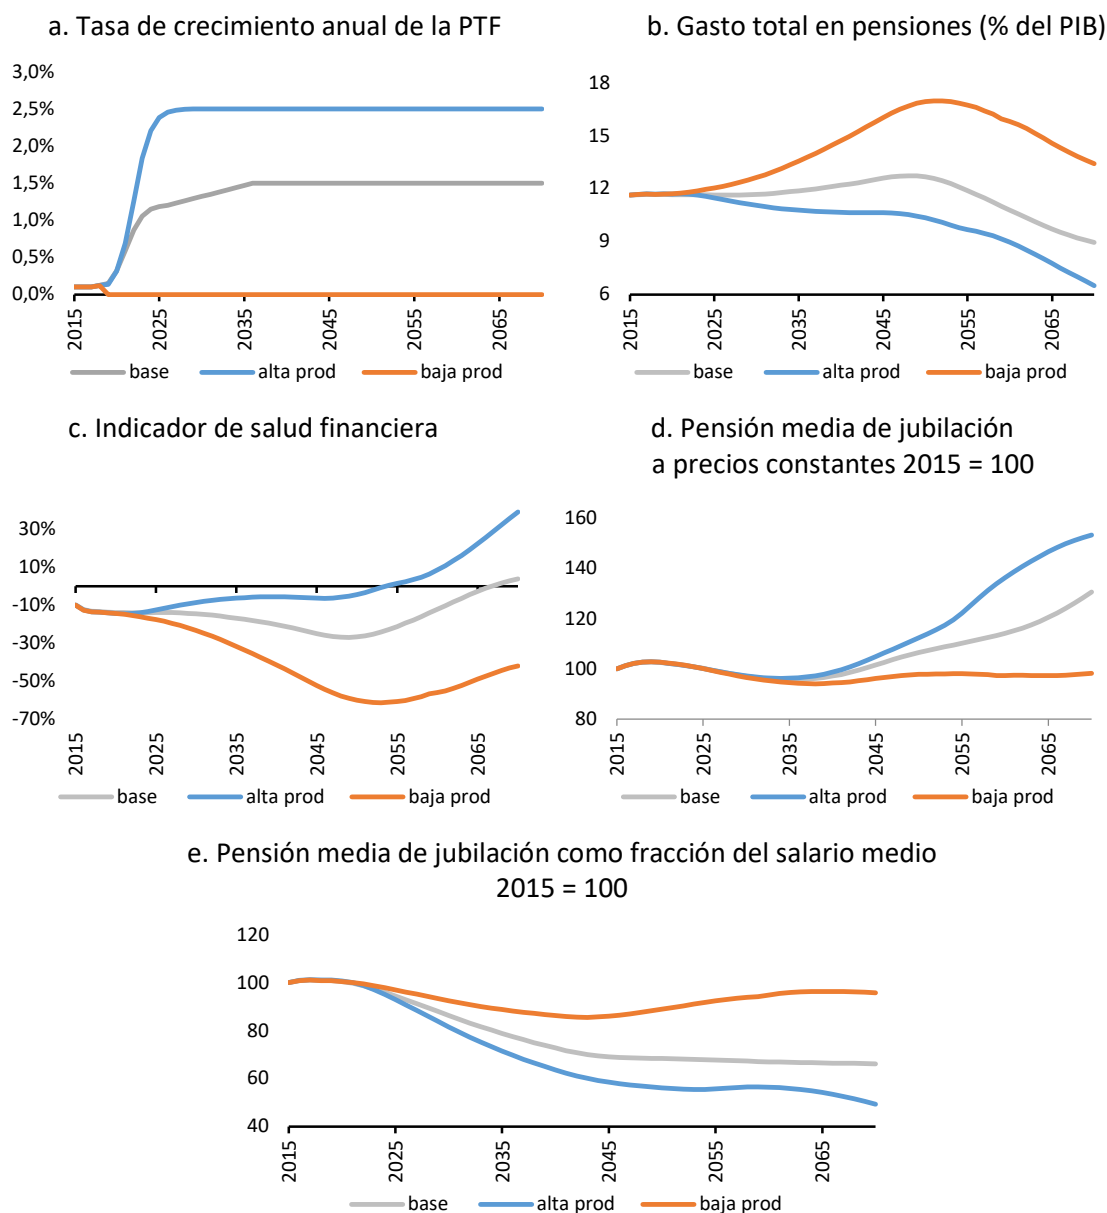 a. Tasa de crecimiento anual de la PTF
3,0%
2,5%
2,0%
1,5%
1,0%
0,5%
0,0%
2015
2025
2035
2045
2055
2065
base
alta prod
baja prod
b. Gasto total en pensiones (% del PIB)
18
15
12
9
6
2015
2025
2035
2045
2055
2065
base
alta prod
baja prod
c. Indicador de salud financiera
30%
10%
-10%
-30%
-50%
-70%
2015
2025
2035
2045
2055
2065
base
alta prod
baja prod
d. Pensión media de jubilación
a precios constantes 2015 = 100
160
140
120
100
80
2015
2025
2035
2045
2055
2065
base
alta prod
baja prod
e. Pensión media de jubilación como fracción del salario medio
2015 = 100
120
100
80
60
40
2015
2025
2035
2045
2055
2065
base
alta prod
baja prod